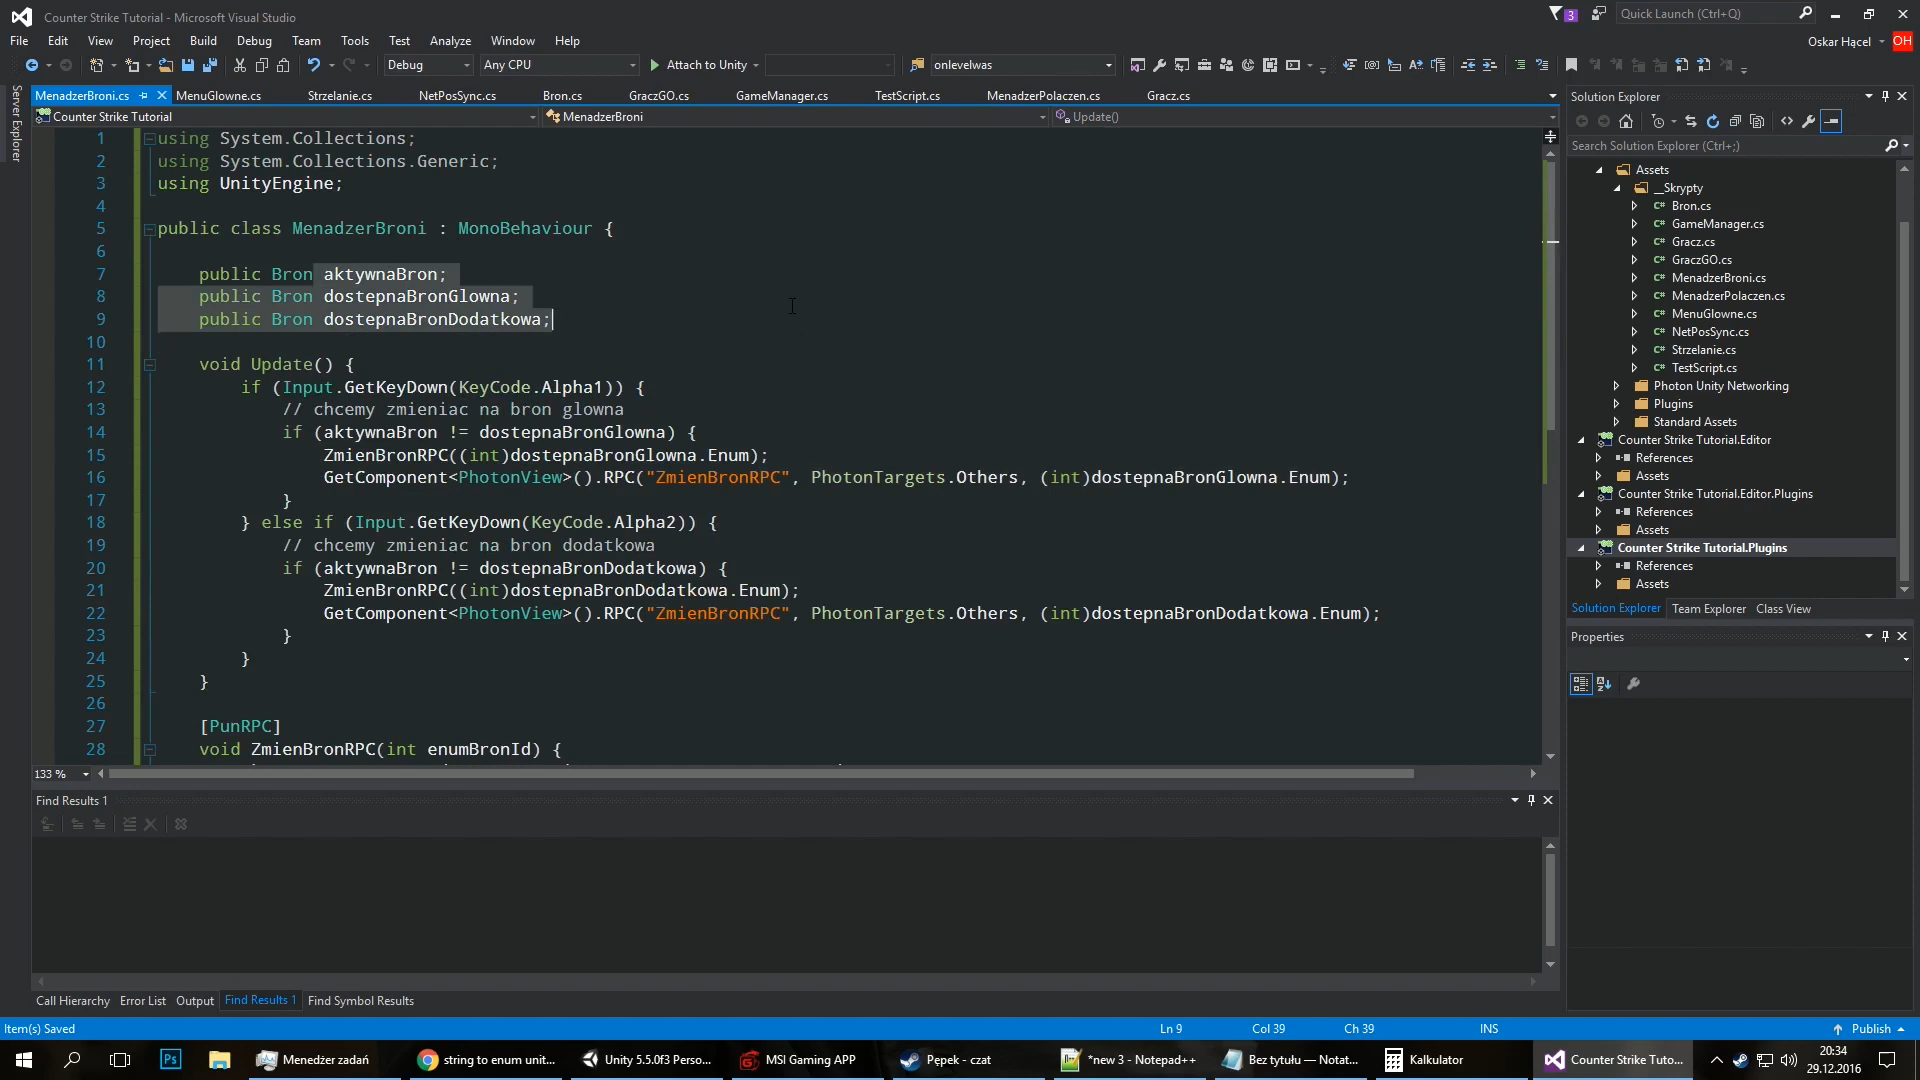 Counter Strike Tutorial - Microsoft Visual Studio
3
Quick Launch (Ctrl+Q)
File Edit View Project Build Debug Team Tools Test Analyze Window Help
Oskar Hącel
OH
Debug
Any CPU
Attach to Unity
onlevelwas
Server Explorer
MenadzerBroni.cs MenuGlowne.cs Strzelanie.cs NetPosSync.cs Bron.cs GraczGO.cs GameManager.cs TestScript.cs MenadzerPolaczen.cs Gracz.cs
Counter Strike Tutorial
MenadzerBroni
Update()
1 using System.Collections;
2 using System.Collections.Generic;
3 using UnityEngine;
4
5 public class MenadzerBroni : MonoBehaviour {
6
7 public Bron aktywnaBron;
8 public Bron dostepnaBronGlowna;
9 public Bron dostepnaBronDodatkowa;
10
11 void Update() {
12 if (Input.GetKeyDown(KeyCode.Alpha1)) {
13 // chcemy zmieniac na bron glowna
14 if (aktywnaBron != dostepnaBronGlowna) {
15 ZmienBronRPC((int)dostepnaBronGlowna.Enum);
16 GetComponent<PhotonView>().RPC("ZmienBronRPC", PhotonTargets.Others, (int)dostepnaBronGlowna.Enum);
17 }
18 } else if (Input.GetKeyDown(KeyCode.Alpha2)) {
19 // chcemy zmieniac na bron dodatkowa
20 if (aktywnaBron != dostepnaBronDodatkowa) {
21 ZmienBronRPC((int)dostepnaBronDodatkowa.Enum);
22 GetComponent<PhotonView>().RPC("ZmienBronRPC", PhotonTargets.Others, (int)dostepnaBronDodatkowa.Enum);
23 }
24 }
25 }
26
27 [PunRPC]
28 void ZmienBronRPC(int enumBronId) {
133 %
Find Results 1
Call Hierarchy Error List Output Find Results 1 Find Symbol Results
Solution Explorer
Search Solution Explorer (Ctrl+;)
Assets
__Skrypty
C# Bron.cs
C# GameManager.cs
C# Gracz.cs
C# GraczGO.cs
C# MenadzerBroni.cs
C# MenadzerPolaczen.cs
C# MenuGlowne.cs
C# NetPosSync.cs
C# Strzelanie.cs
C# TestScript.cs
Photon Unity Networking
Plugins
Standard Assets
Counter Strike Tutorial.Editor
References
Assets
Counter Strike Tutorial.Editor.Plugins
References
Assets
Counter Strike Tutorial.Plugins
References
Assets
Solution Explorer Team Explorer Class View
Properties
Item(s) Saved
Ln 9
Col 39
Ch 39
INS
Publish
Ps
Menedżer zadań
string to enum unit...
Unity 5.5.0f3 Perso...
MSI Gaming APP
Pępek - czat
*new 3 - Notepad++
Bez tytułu — Notat...
Kalkulator
Counter Strike Tuto...
20:34
29.12.2016